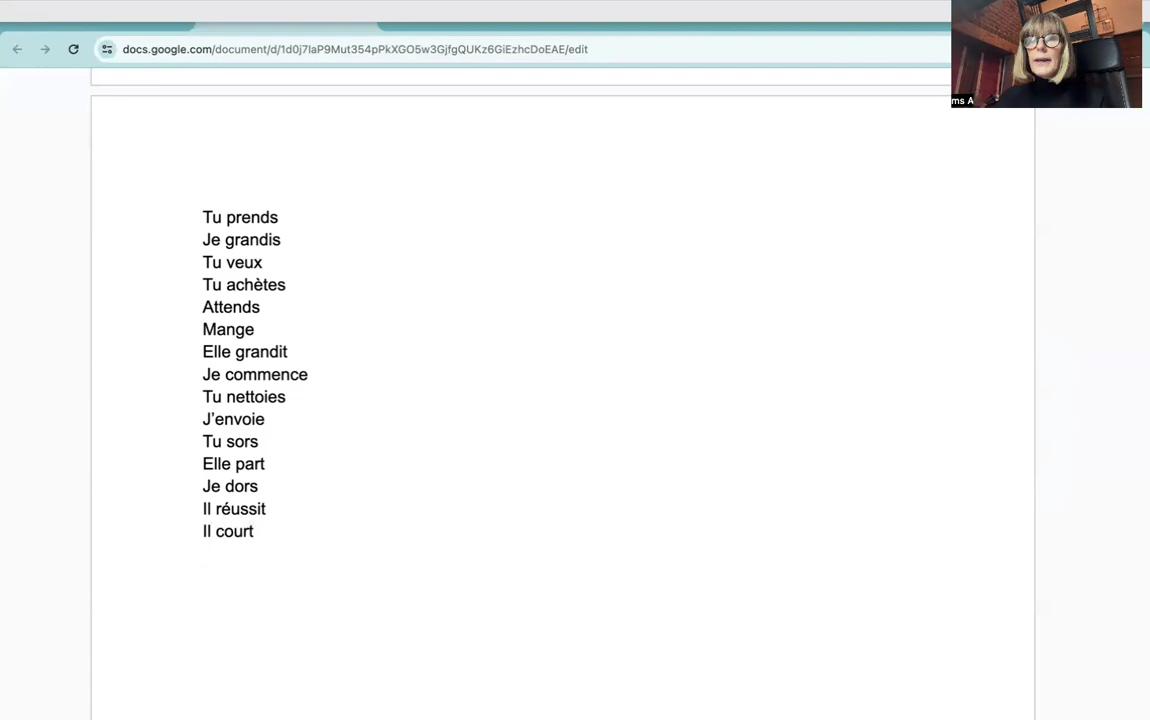 docs.google.com/document/d/1d0j7laP9Mut354pPkXGO5w3GjfgQUKz6GiEzhcDoEAE/edit
ms A
Tu prends
Je grandis
Tu veux
Tu achètes
Attends
Mange
Elle grandit
Je commence
Tu nettoies
J’envoie
Tu sors
Elle part
Je dors
Il réussit
Il court